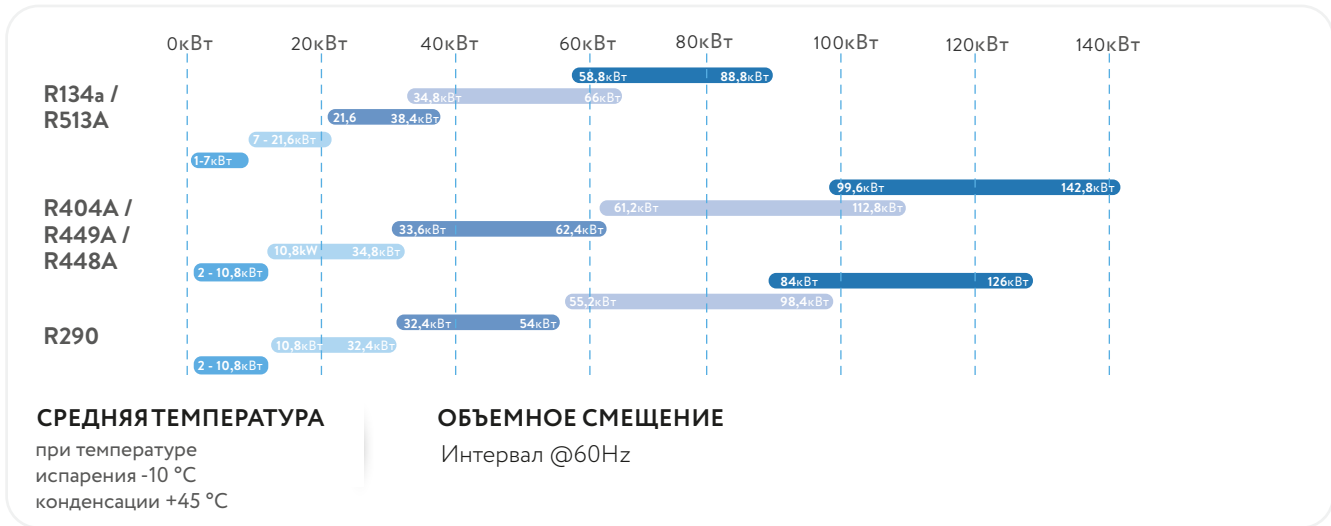 0кВт 20кВт 40кВт 60кВт 80кВт 100кВт 120кВт 140кВт
58,8кВт 88,8кВт
R134a /
34,8кВт 66кВт
R513A
21,6 38,4кВт
7 - 21,6кВт
1-7кВт
99,6кВт 142,8кВт
R404A /
61,2кВт 112,8кВт
R449A /
33,6кВт 62,4кВт
10,8kW 34,8кВт
R448A
2 - 10,8кВт
84кВт 126кВт
55,2кВт 98,4кВт
32,4кВт 54кВт
R290
10,8кВт 32,4кВт
2 - 10,8кВт
СРЕДНЯЯ ТЕМПЕРАТУРА
при температуре
испарения -10 °C
конденсации +45 °C
ОБЪЕМНОЕ СМЕЩЕНИЕ
Интервал @60Hz